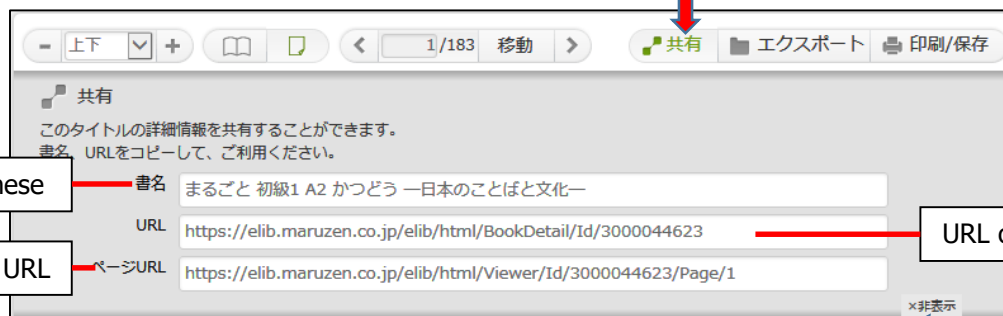 - 上下 + 1/183 移動 共有 エクスポート 印刷/保存
共有
このタイトルの詳細情報を共有することができます。
書名、URLをコピーして、ご利用ください。
nese 書名 まるごと 初級1 A2 かつどう ―日本のことばと文化―
URL https://elib.maruzen.co.jp/elib/html/BookDetail/Id/3000044623 URL
URL ページURL https://elib.maruzen.co.jp/elib/html/Viewer/Id/3000044623/Page/1
×非表示